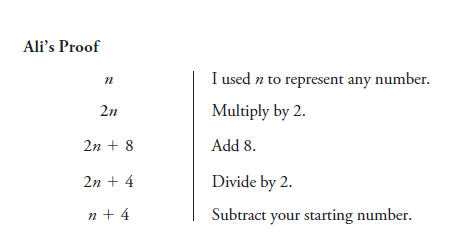 Ali's Proof
n I used n to represent any number.
2n Multiply by 2.
2n + 8 Add 8.
2n + 4 Divide by 2.
n + 4 Subtract your starting number.